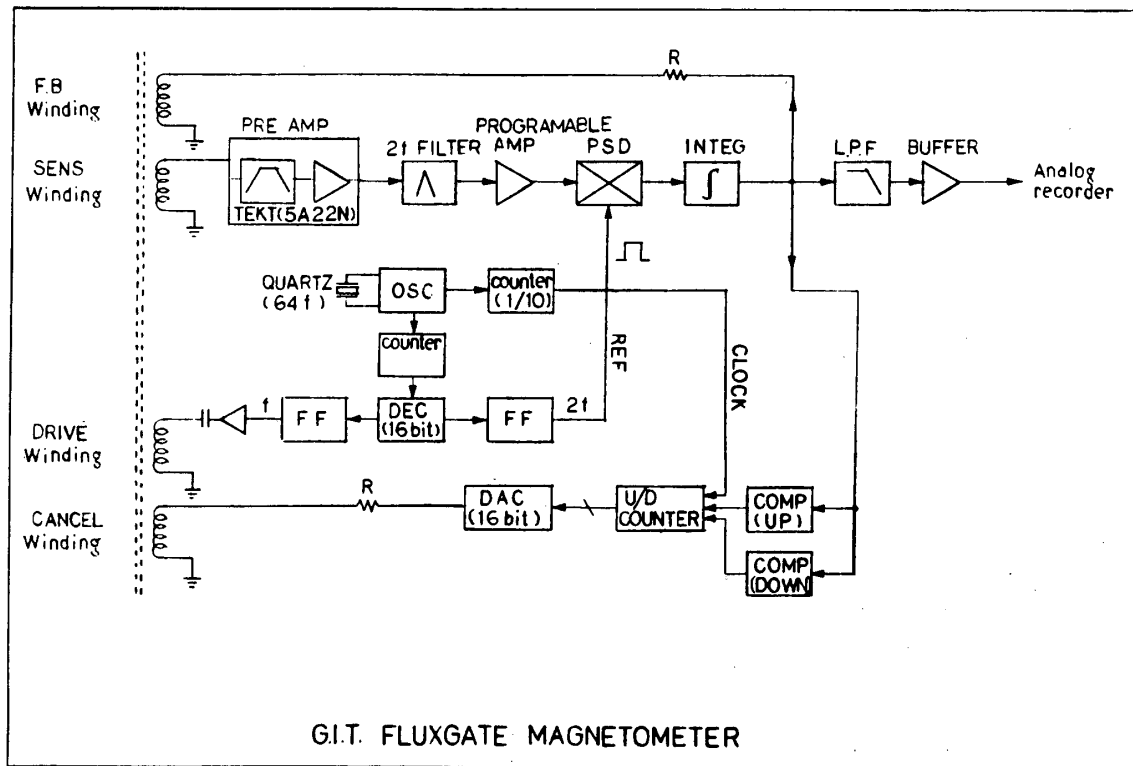 R
F.B
Winding
PRE AMP
2f FILTER
PROGRAMABLE
AMP
PSD
INTEG
L.P.F
BUFFER
SENS
Winding
∫
Analog
recorder
TEKT(5A22N)
QUARTZ
(64f)
OSC
counter
(1/10)
counter
REF
CLOCK
f
FF
DEC
(16bit)
FF
2f
DRIVE
Winding
R
DAC
(16bit)
U/D
COUNTER
COMP
(UP)
CANCEL
Winding
COMP
(DOWN)
G.I.T. FLUXGATE MAGNETOMETER